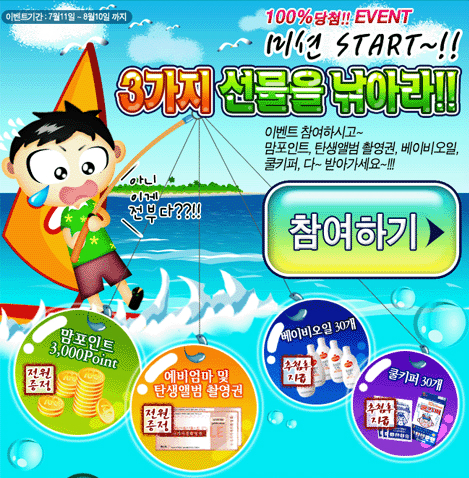 이벤트기간 : 7월11일 ~ 8월10일 까지
100%당첨!! EVENT
미션 START~!!
3가지 선물을 낚아라!!
이벤트 참여하시고~
맘포인트, 탄생앨범 촬영권, 베이비오일,
쿨키퍼, 다~ 받아가세요~!!!
아니
이게
전부다??!!
참여하기
맘포인트
3,000Point
전원
증정
예비엄마 및
탄생앨범 촬영권
전원
증정
베이비오일 30개
추첨후
지급
쿨키퍼 30개
추첨후
지급